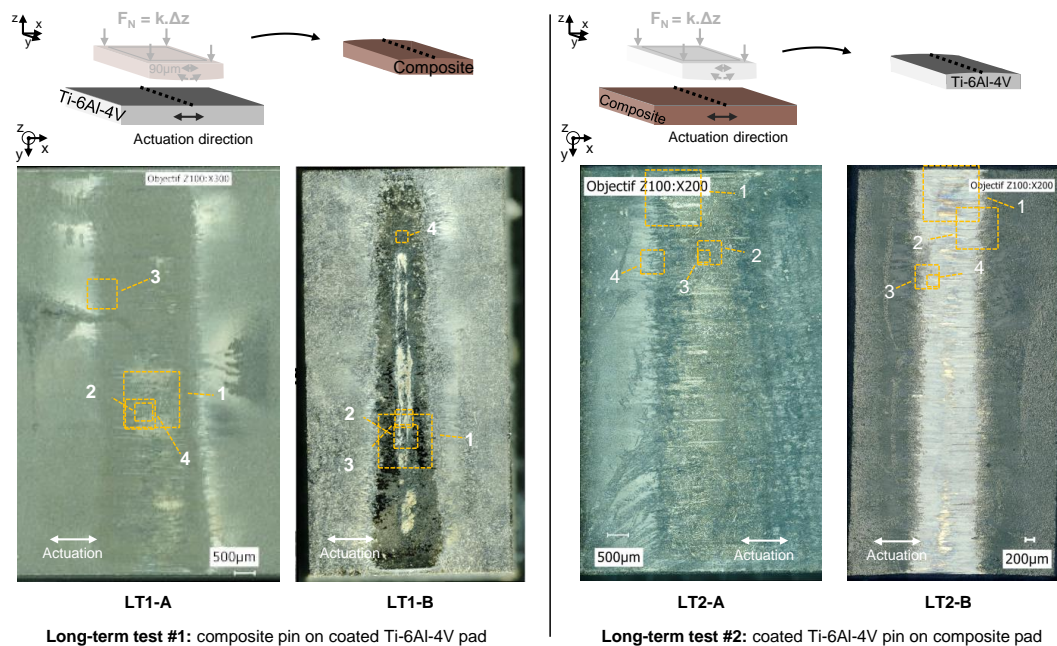 z
x
y
F_N = k.Δz
90µm
Composite
Ti-6Al-4V
Actuation direction
z
x
y
Objectif Z100:X300
3
2
1
4
Actuation
500µm
4
2
1
3
Actuation
LT1-A
LT1-B
Long-term test #1: composite pin on coated Ti-6Al-4V pad
z
x
y
F_N = k.Δz
Ti-6Al-4V
Composite
Actuation direction
z
x
y
Objectif Z100:X200
1
2
4
3
500µm
Actuation
Objectif Z100:X200
1
2
4
3
Actuation
200µm
LT2-A
LT2-B
Long-term test #2: coated Ti-6Al-4V pin on composite pad